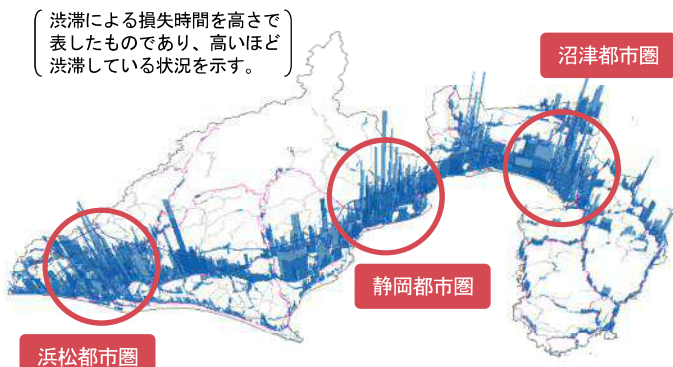 渋滞による損失時間を高さで
表したものであり、高いほど
渋滞している状況を示す。
沼津都市圏
静岡都市圏
浜松都市圏